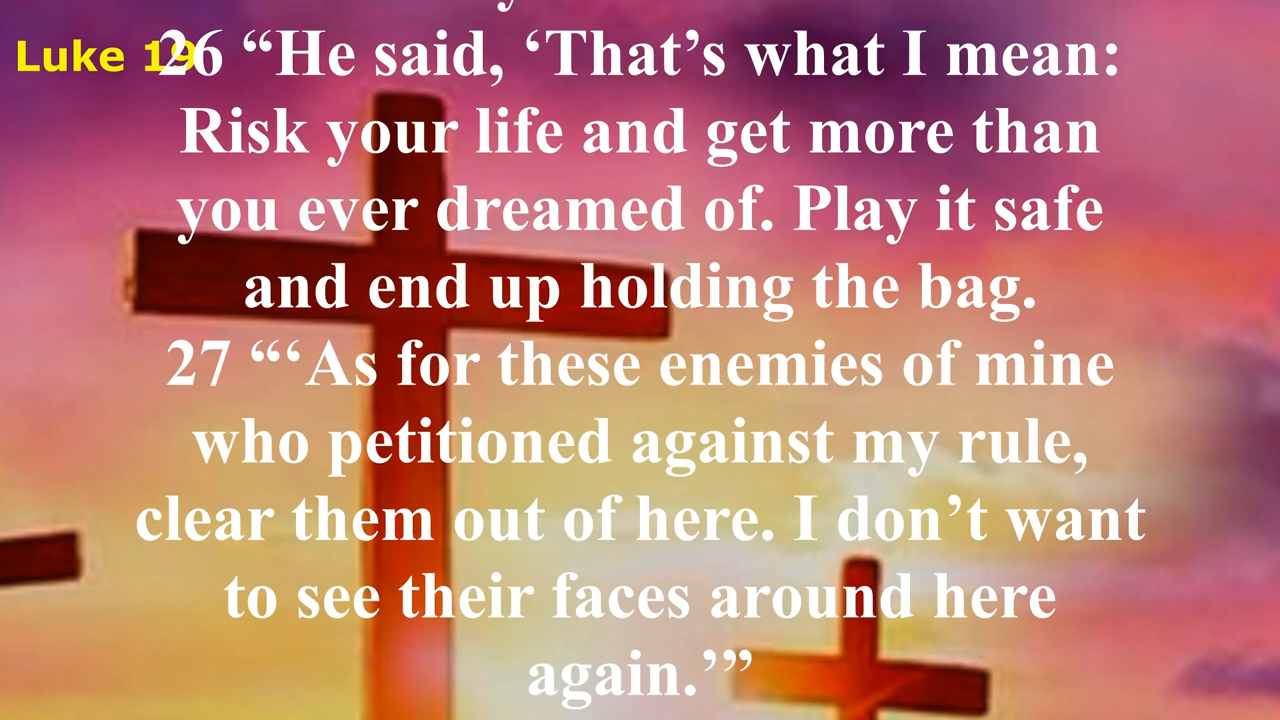 Luke 19
26 “He said, ‘That’s what I mean:
Risk your life and get more than
you ever dreamed of. Play it safe
and end up holding the bag.
27 “‘As for these enemies of mine
who petitioned against my rule,
clear them out of here. I don’t want
to see their faces around here
again.’”